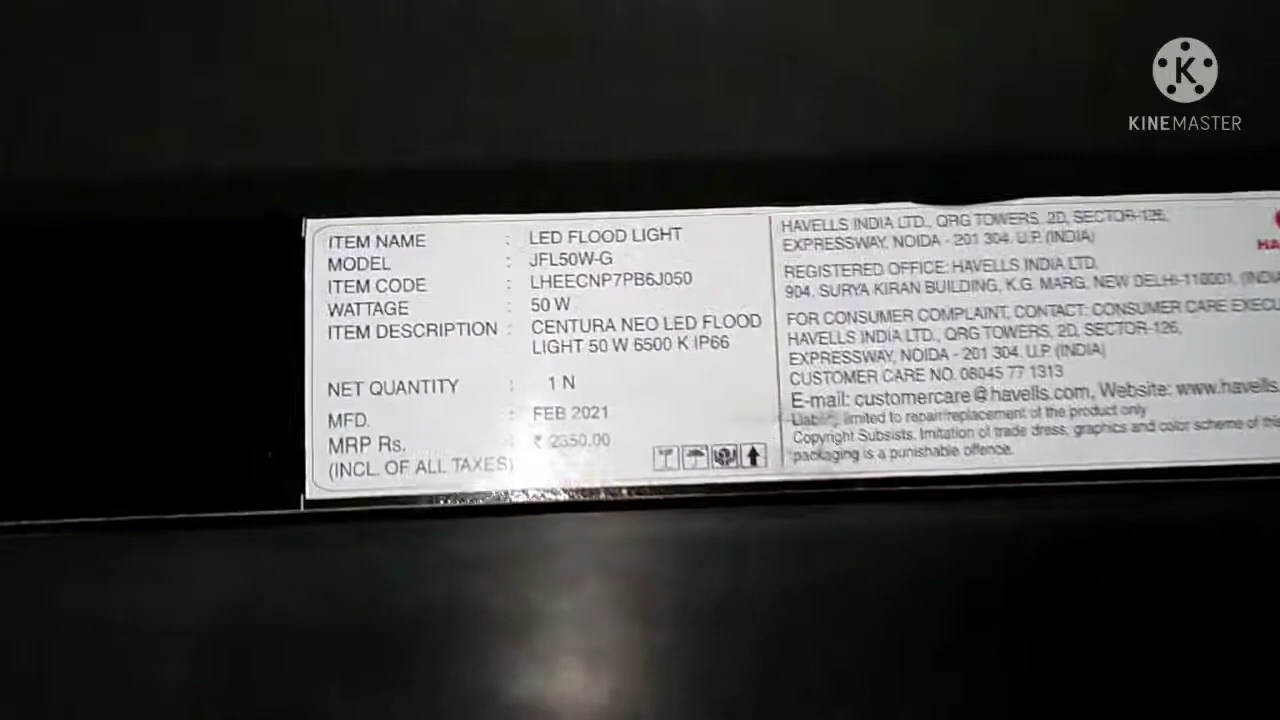 K
KINEMASTER
ITEM NAME : LED FLOOD LIGHT
MODEL : JFL50W-G
ITEM CODE : LHEECNP7PB6J050
WATTAGE : 50 W
ITEM DESCRIPTION : CENTURA NEO LED FLOOD
LIGHT 50 W 6500 K IP66
NET QUANTITY : 1 N
MFD. : FEB 2021
MRP Rs. : ₹ 2350.00
(INCL. OF ALL TAXES)
HAVELLS INDIA LTD., QRG TOWERS, 2D, SECTOR-126,
EXPRESSWAY, NOIDA - 201 304. U.P. (INDIA)
REGISTERED OFFICE: HAVELLS INDIA LTD.
904, SURYA KIRAN BUILDING, K.G. MARG, NEW DELHI-110001, (INDI
FOR CONSUMER COMPLAINT, CONTACT: CONSUMER CARE EXECU
HAVELLS INDIA LTD., QRG TOWERS, 2D, SECTOR-126,
EXPRESSWAY, NOIDA - 201 304. U.P. (INDIA)
CUSTOMER CARE NO. 08045 77 1313
E-mail: customercare@havells.com, Website: www.havells.
Liability limited to repair/replacement of the product only
Copyright Subsists. Imitation of trade dress, graphics and color scheme of this
packaging is a punishable offence.
HA